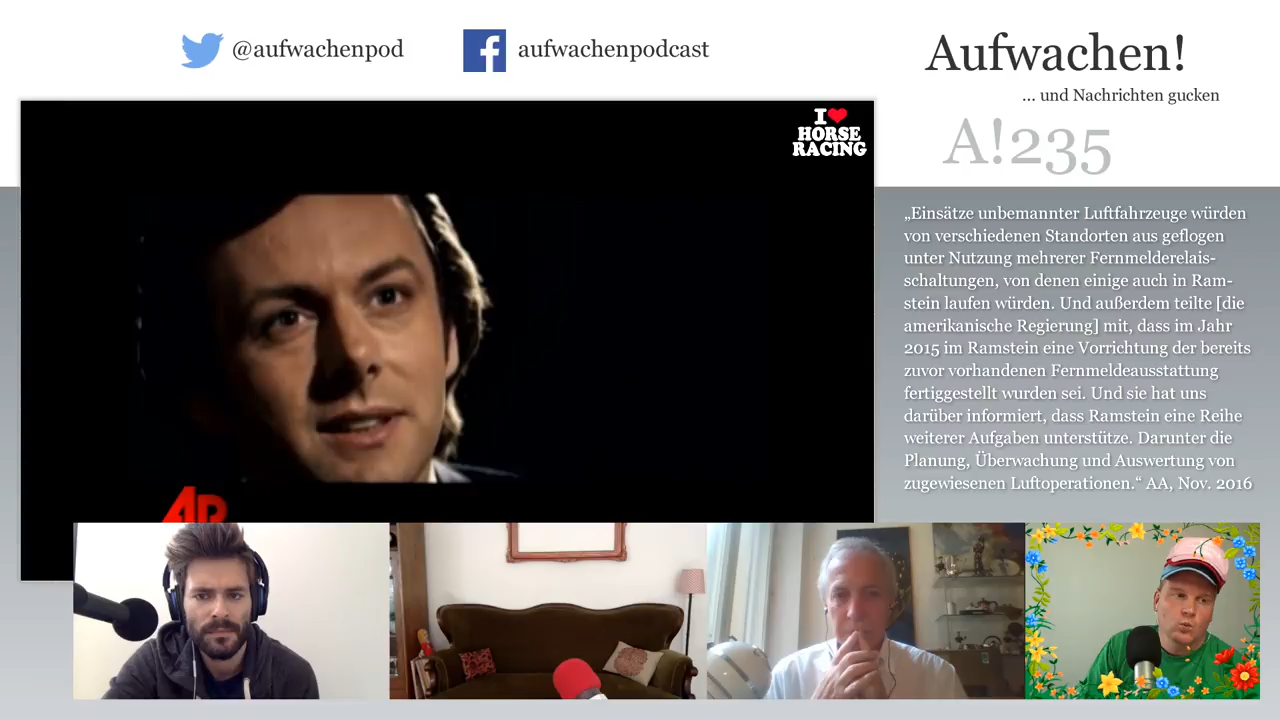 @aufwachenpod
aufwachenpodcast
Aufwachen!
... und Nachrichten gucken
A!235
I
HORSE
RACING
„Einsätze unbemannter Luftfahrzeuge würden
von verschiedenen Standorten aus geflogen
unter Nutzung mehrerer Fernmelderelais-
schaltungen, von denen einige auch in Ram-
stein laufen würden. Und außerdem teilte [die
amerikanische Regierung] mit, dass im Jahr
2015 im Ramstein eine Vorrichtung der bereits
zuvor vorhandenen Fernmeldeausstattung
fertiggestellt wurden sei. Und sie hat uns
darüber informiert, dass Ramstein eine Reihe
weiterer Aufgaben unterstütze. Darunter die
Planung, Überwachung und Auswertung von
zugewiesenen Luftoperationen.“ AA, Nov. 2016
AP